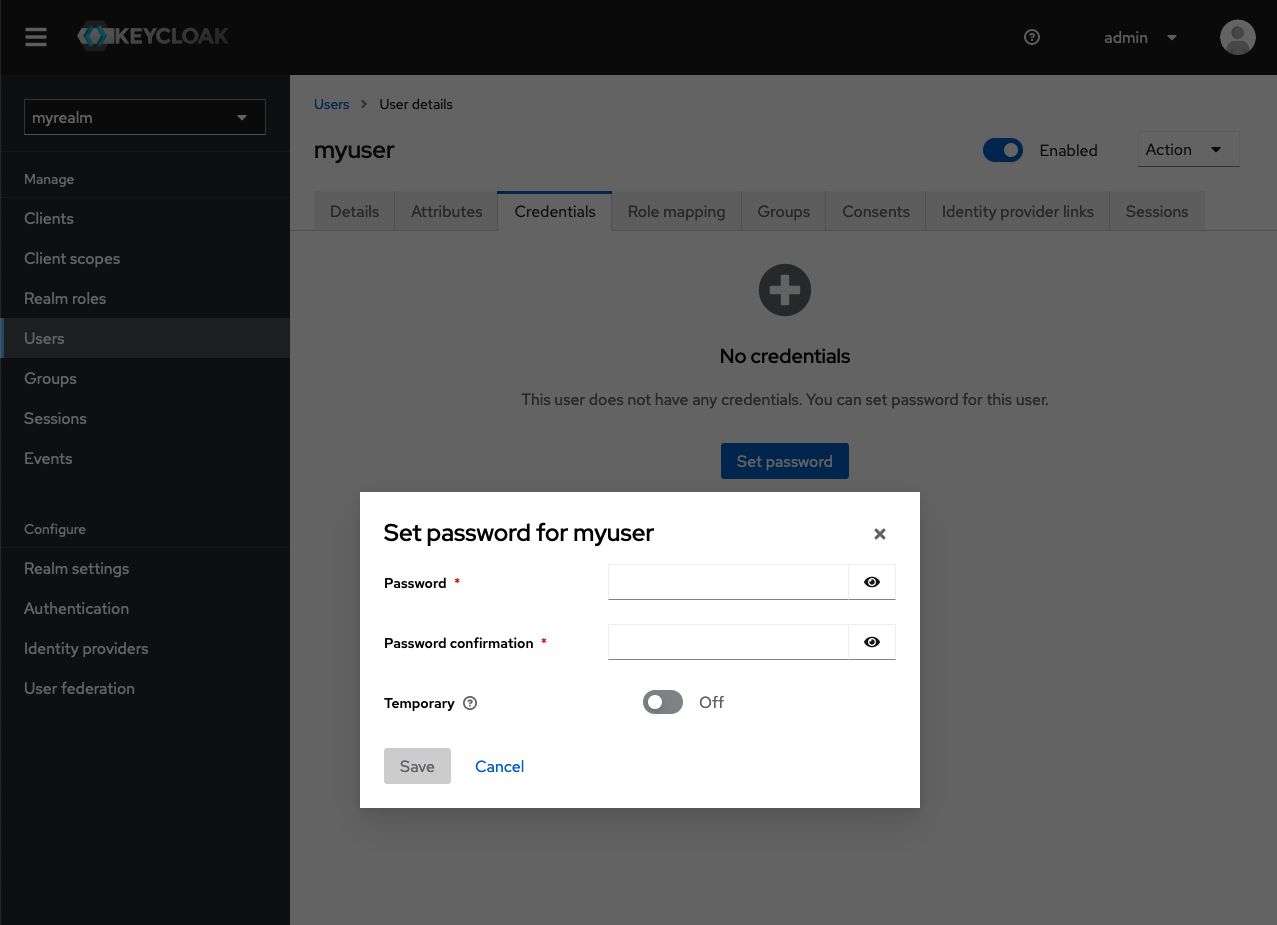 KEYCLOAK
admin
myrealm
Manage
Clients
Client scopes
Realm roles
Users
Groups
Sessions
Events
Configure
Realm settings
Authentication
Identity providers
User federation
Users > User details
myuser
Enabled
Action
Details Attributes Credentials Role mapping Groups Consents Identity provider links Sessions
No credentials
This user does not have any credentials. You can set password for this user.
Set password
Set password for myuser
Password *
Password confirmation *
Temporary
Off
Save Cancel